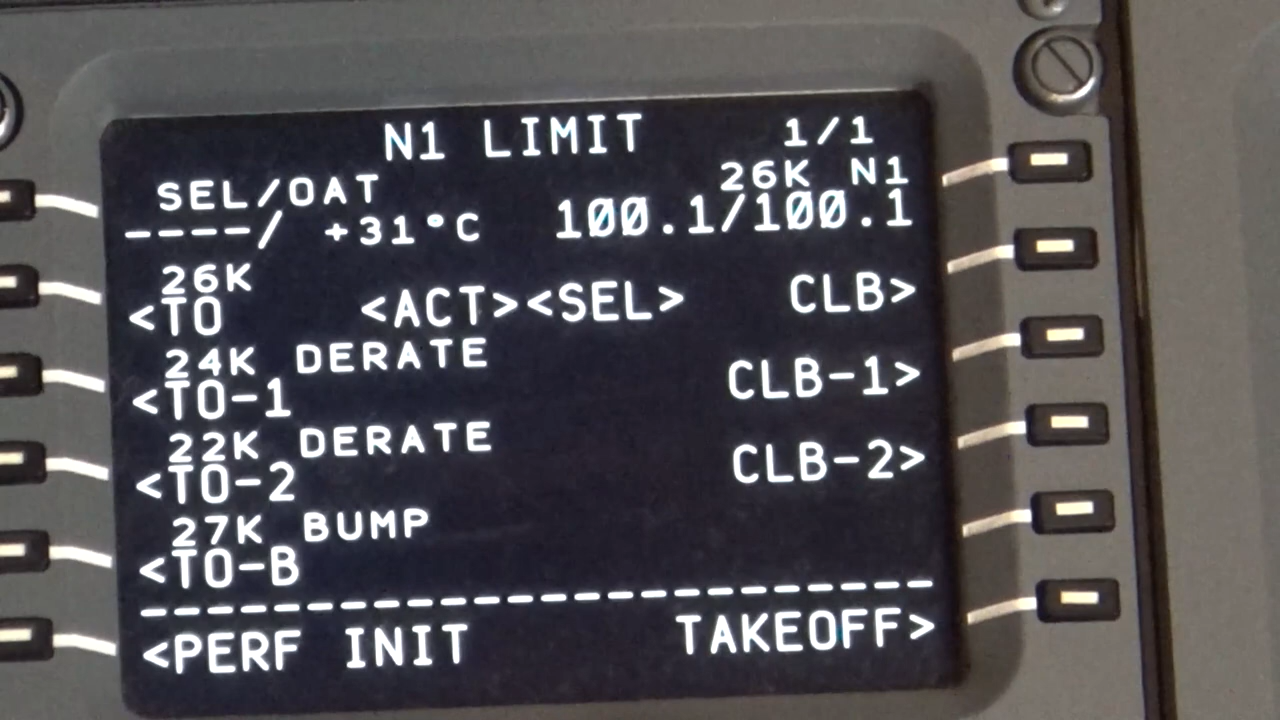 N1 LIMIT 1/1
SEL/OAT 26K N1
----/ +31°C 100.1/100.1
26K
<TO <ACT><SEL> CLB>
24K DERATE
<TO-1 CLB-1>
22K DERATE
<TO-2 CLB-2>
27K BUMP
<TO-B
------------------------
<PERF INIT TAKEOFF>